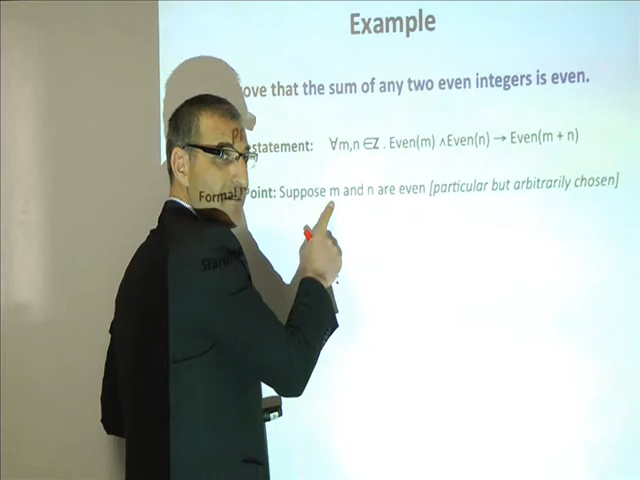 Example
ove that the sum of any two even integers is even.
statement: ∀m,n ∈Z . Even(m) ∧Even(n) → Even(m + n)
Formal oint: Suppose m and n are even [particular but arbitrarily chosen]